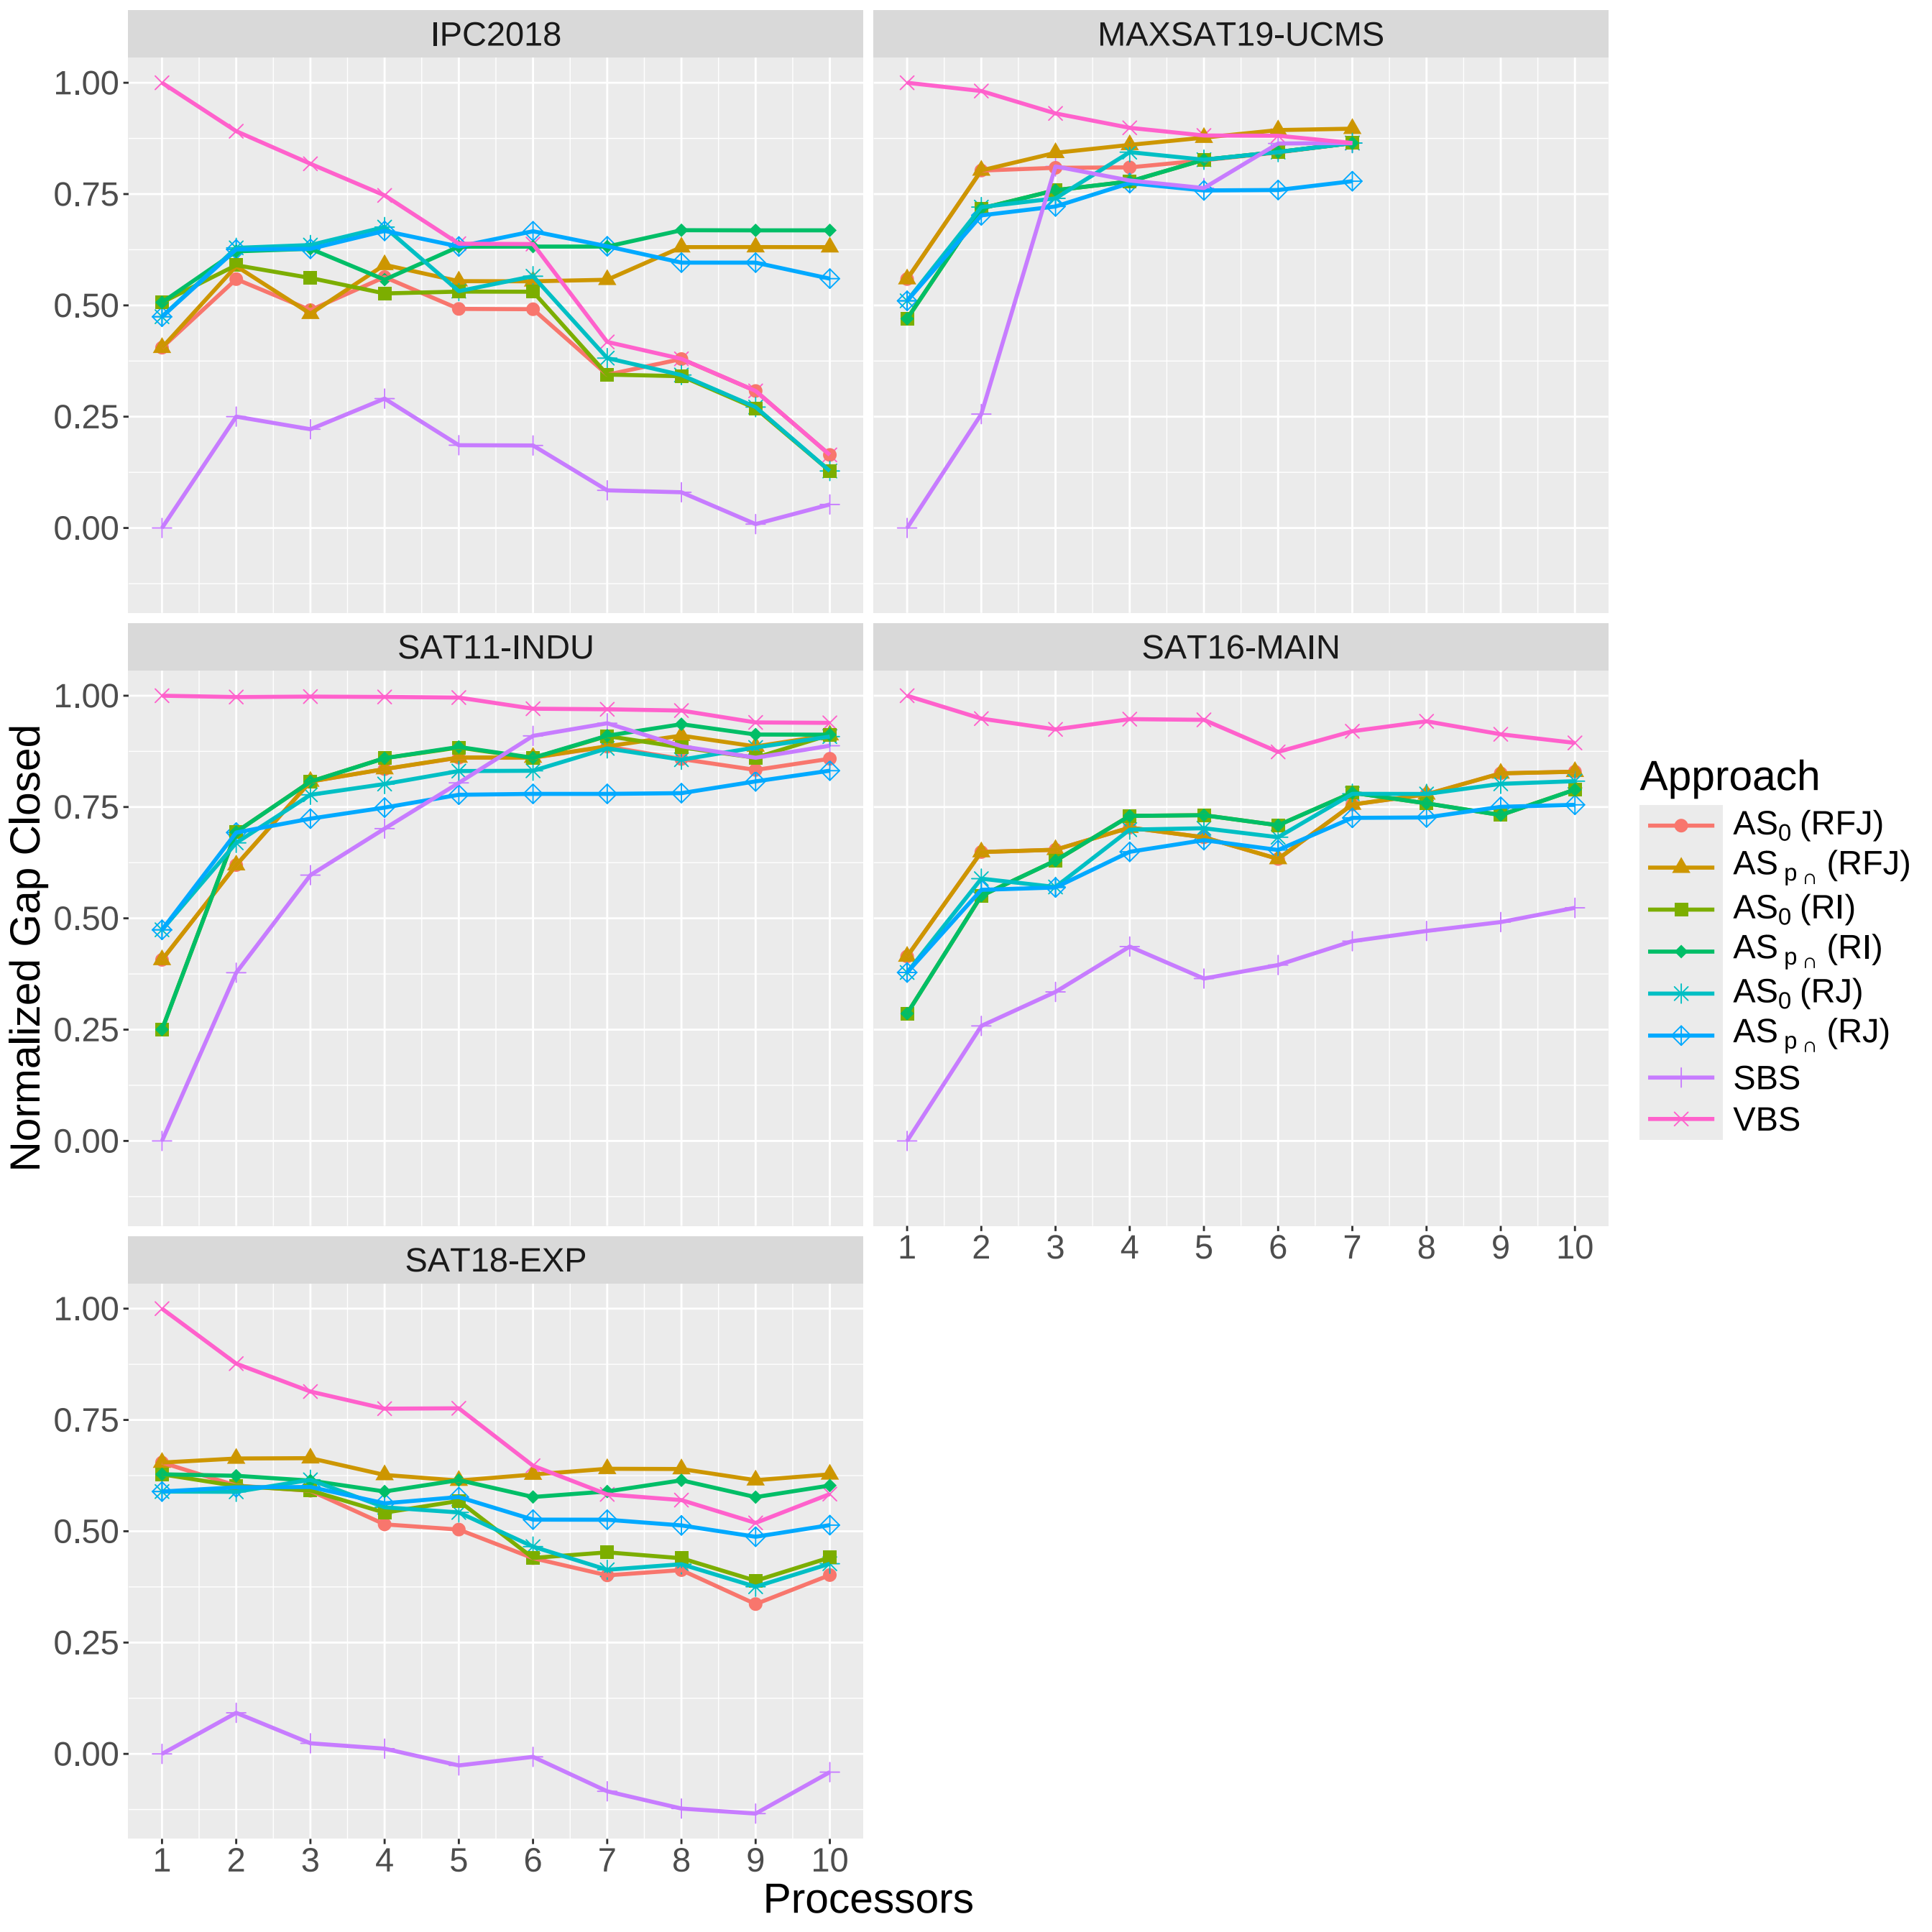 IPC2018
MAXSAT19-UCMS
1.00
0.75
0.50
0.25
0.00
SAT11-INDU
SAT16-MAIN
1.00
0.75
0.50
0.25
0.00
1 2 3 4 5 6 7 8 9 10
SAT18-EXP
1.00
0.75
0.50
0.25
0.00
1 2 3 4 5 6 7 8 9 10
Processors
Normalized Gap Closed
Approach
AS₀ (RFJ)
AS p ∩ (RFJ)
AS₀ (RI)
AS p ∩ (RI)
AS₀ (RJ)
AS p ∩ (RJ)
SBS
VBS